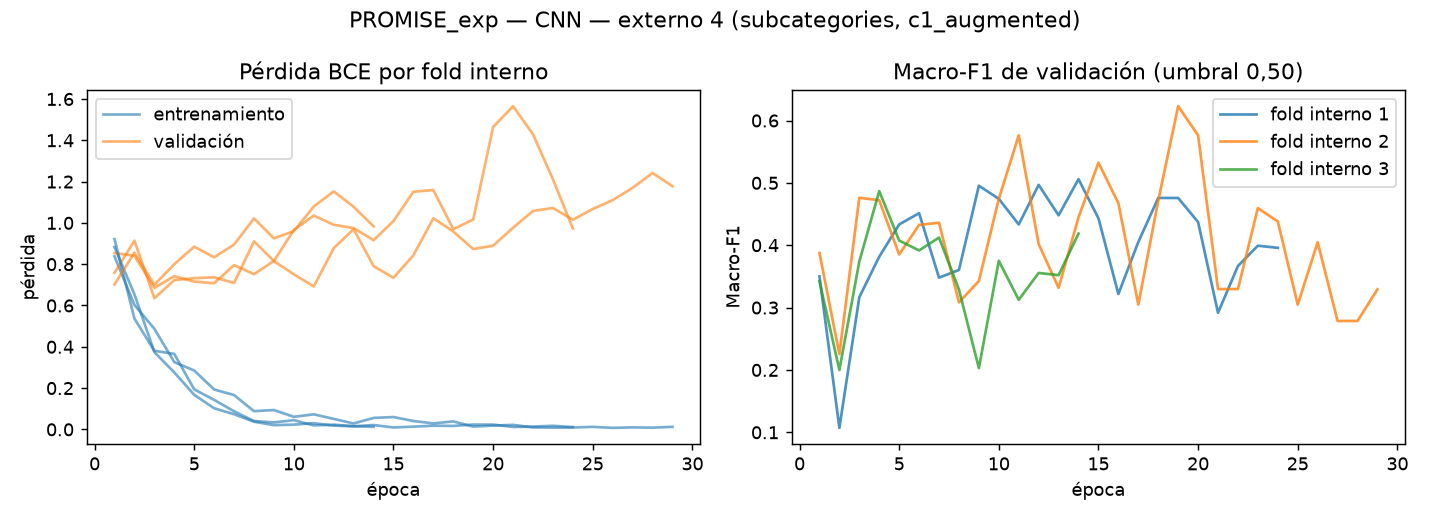 PROMISE_exp — CNN — externo 4 (subcategories, c1_augmented)
Pérdida BCE por fold interno
1.6
1.4
1.2
1.0
0.8
0.6
0.4
0.2
0.0
pérdida
entrenamiento
validación
0
5
10
15
20
25
30
época
Macro-F1 de validación (umbral 0,50)
0.6
0.5
0.4
0.3
0.2
0.1
Macro-F1
fold interno 1
fold interno 2
fold interno 3
0
5
10
15
20
25
30
época